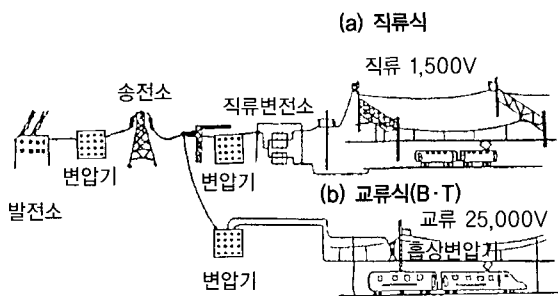 (a) 직류식
직류 1,500V
송전소
직류변전소
변압기
변압기
발전소
(b) 교류식(B·T)
교류 25,000V
흡상변압기
변압기